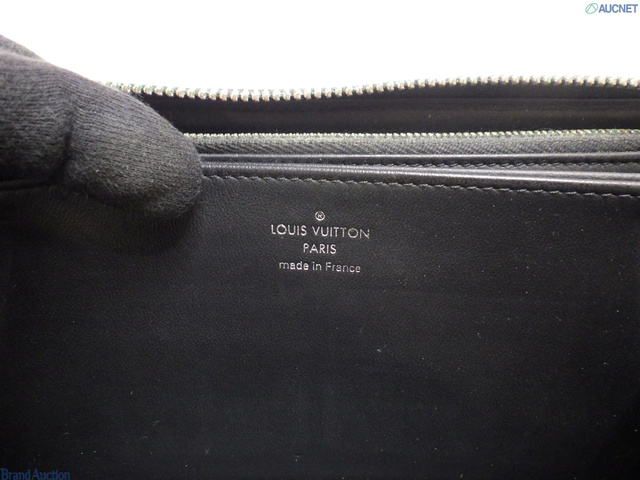 AUCNET
®
LOUIS VUITTON
PARIS
made in France
Brand Auction